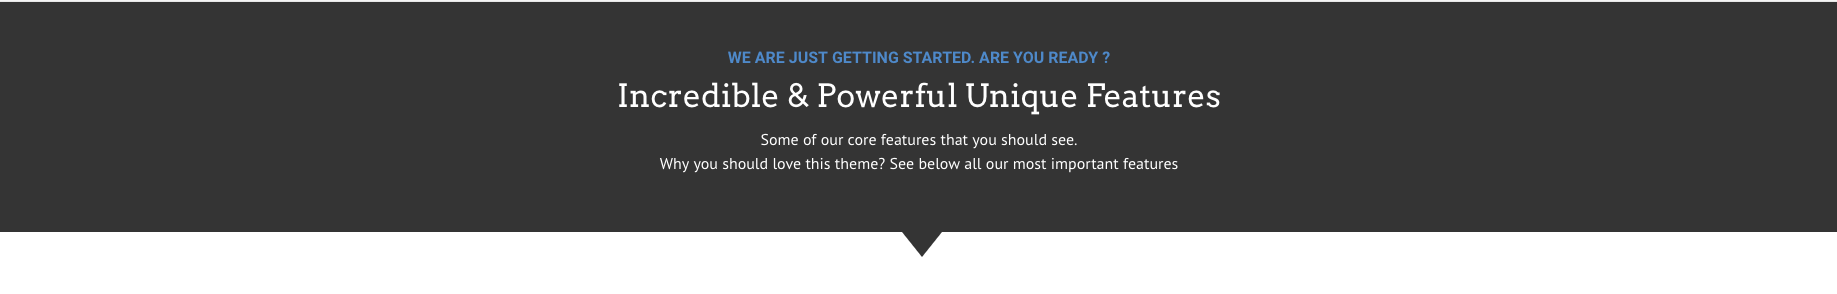 WE ARE JUST GETTING STARTED. ARE YOU READY ?
Incredible & Powerful Unique Features
Some of our core features that you should see.
Why you should love this theme? See below all our most important features